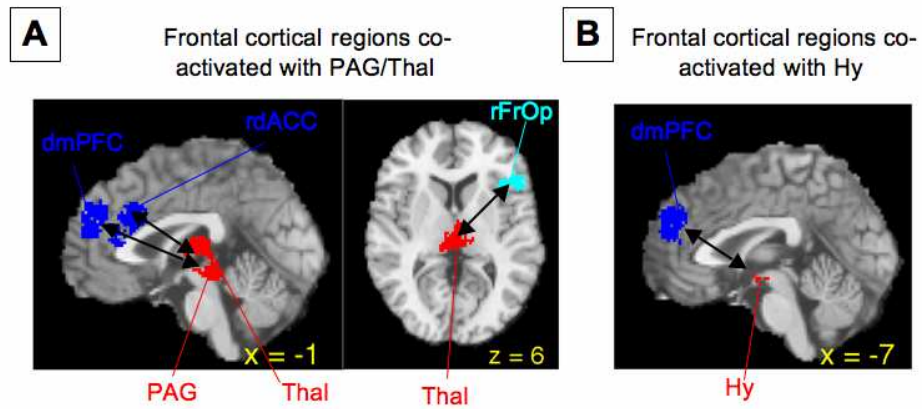 A
Frontal cortical regions co-
activated with PAG/Thal
B
Frontal cortical regions co-
activated with Hy
dmPFC
rdACC
rFrOp
dmPFC
x = -1
z = 6
x = -7
PAG
Thal
Thal
Hy